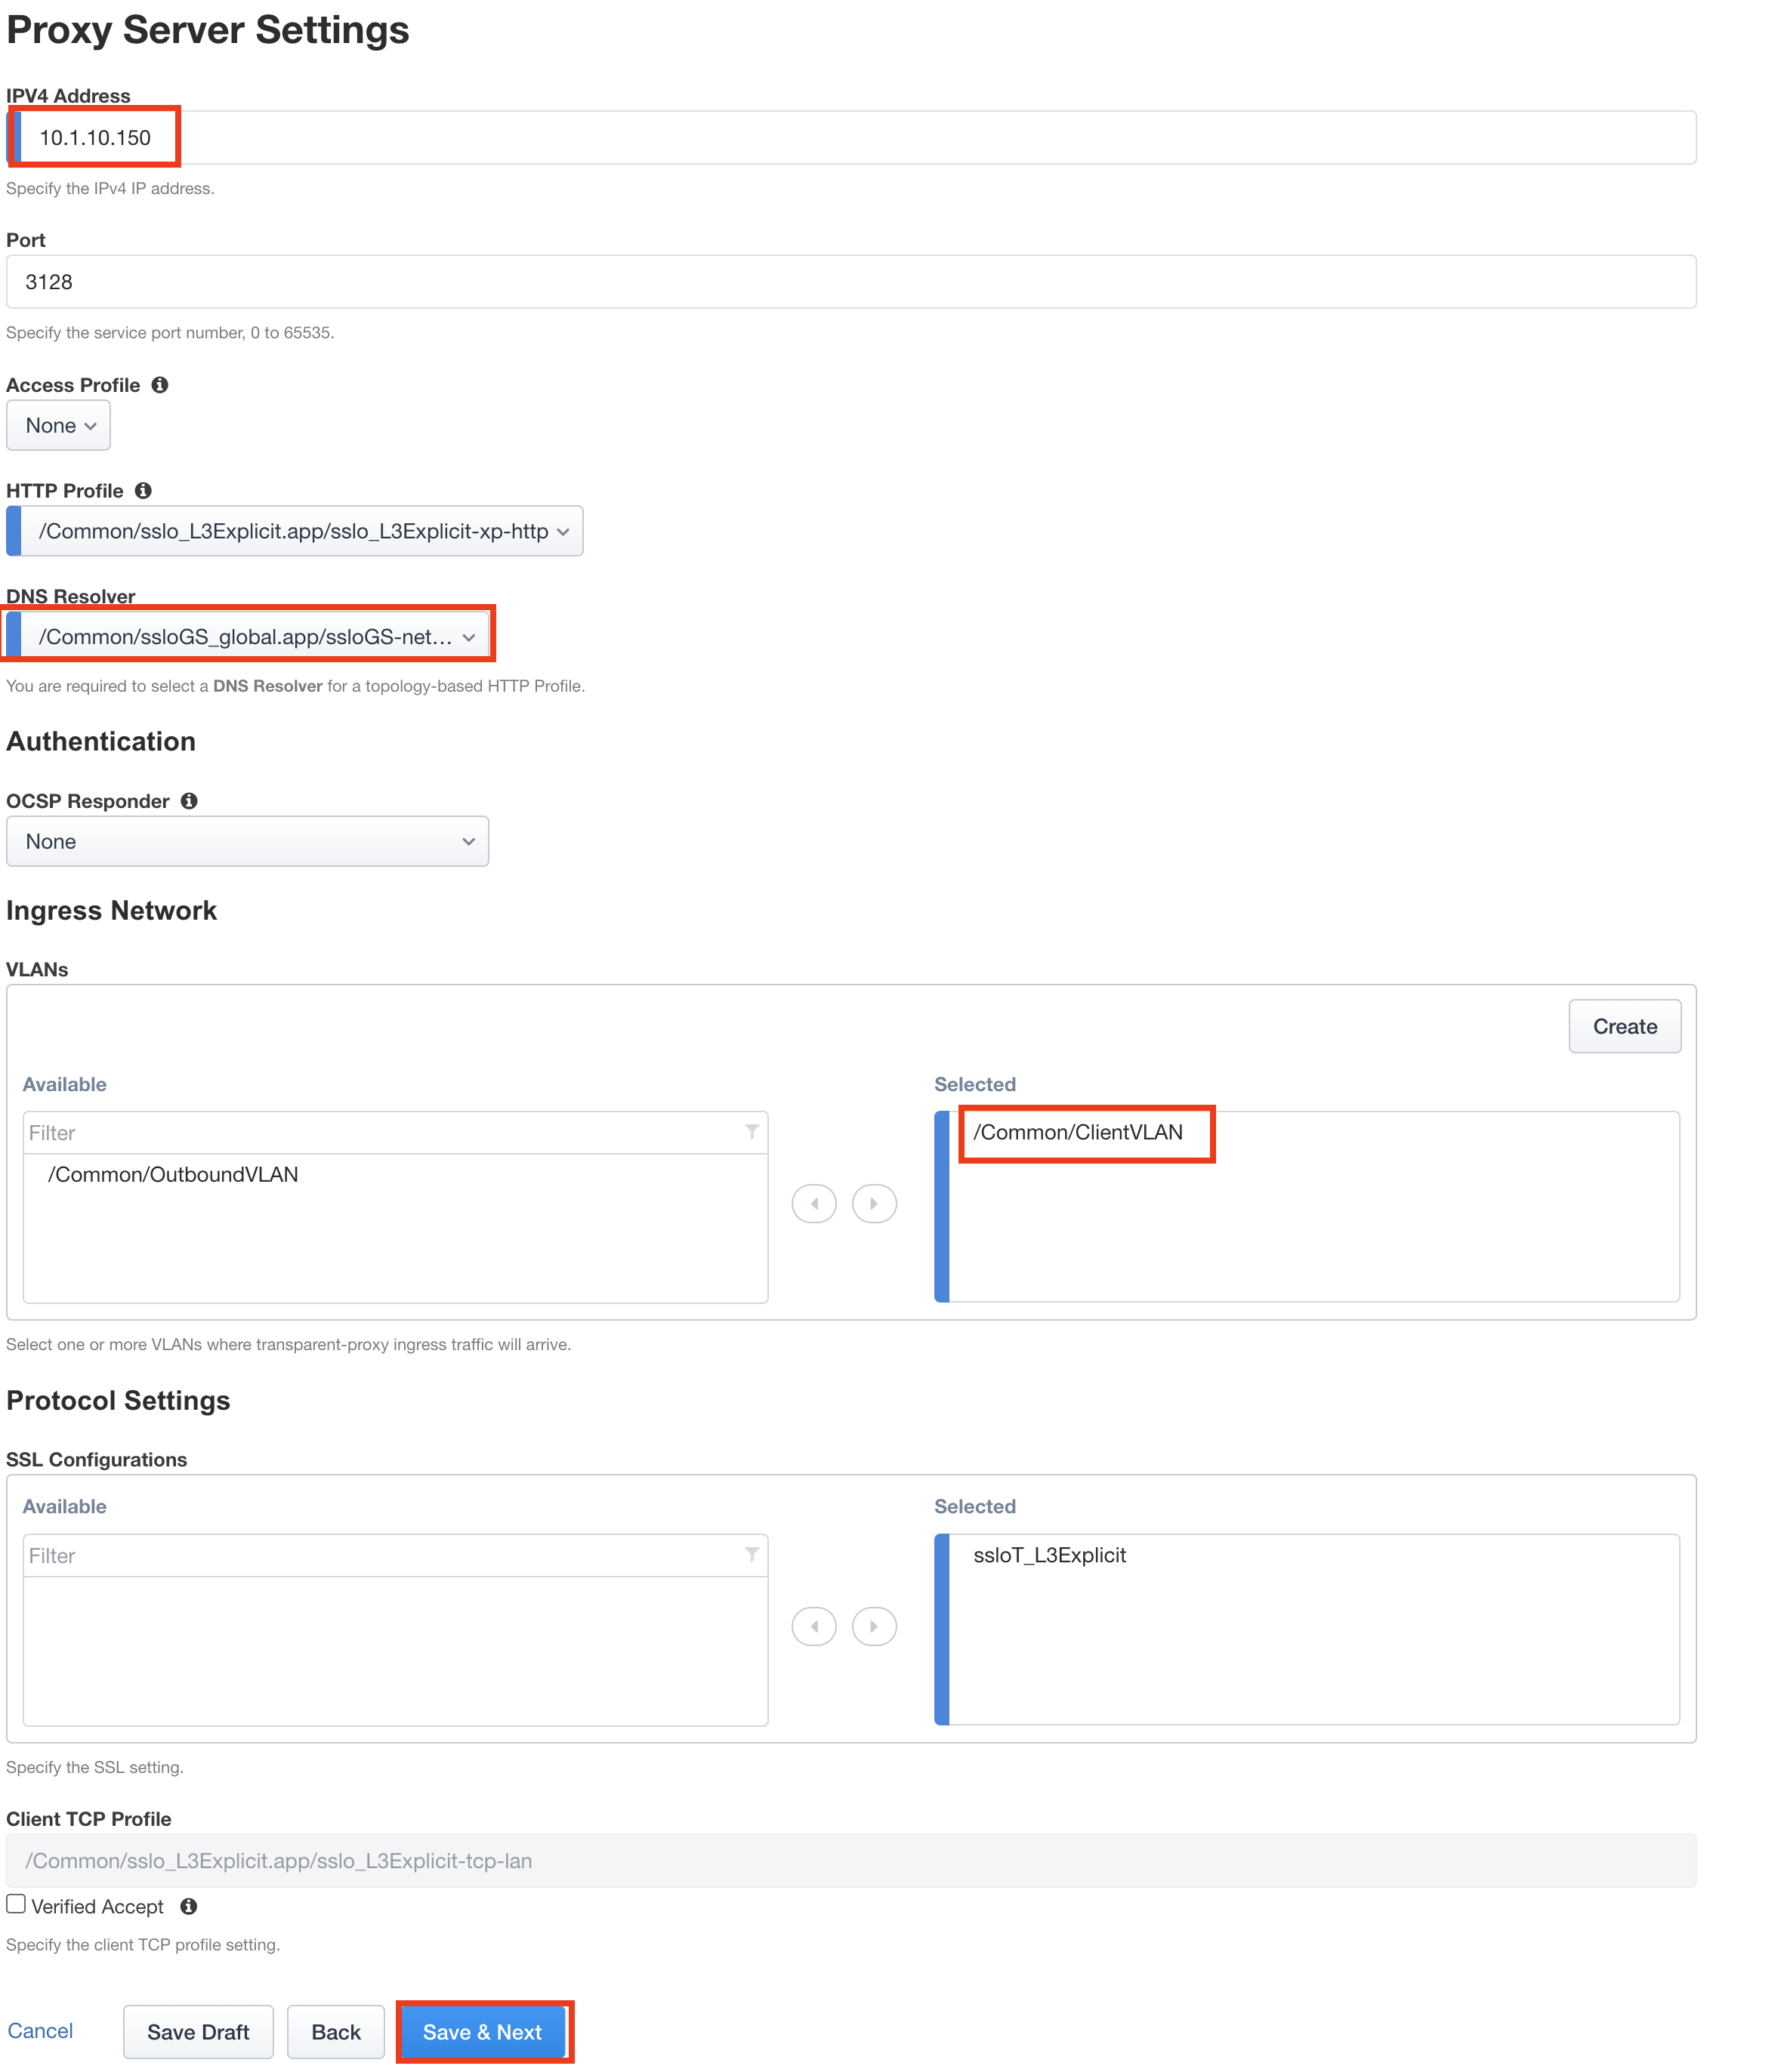 Proxy Server Settings
IPV4 Address
10.1.10.150
Specify the IPv4 IP address.
Port
3128
Specify the service port number, 0 to 65535.
Access Profile
None
HTTP Profile
/Common/sslo_L3Explicit.app/sslo_L3Explicit-xp-http
DNS Resolver
/Common/ssloGS_global.app/ssloGS-net...
You are required to select a DNS Resolver for a topology-based HTTP Profile.
Authentication
OCSP Responder
None
Ingress Network
VLANs
Create
Available
Selected
Filter
/Common/ClientVLAN
/Common/OutboundVLAN
Select one or more VLANs where transparent-proxy ingress traffic will arrive.
Protocol Settings
SSL Configurations
Available
Selected
Filter
ssloT_L3Explicit
Specify the SSL setting.
Client TCP Profile
/Common/sslo_L3Explicit.app/sslo_L3Explicit-tcp-lan
Verified Accept
Specify the client TCP profile setting.
Cancel
Save Draft
Back
Save & Next